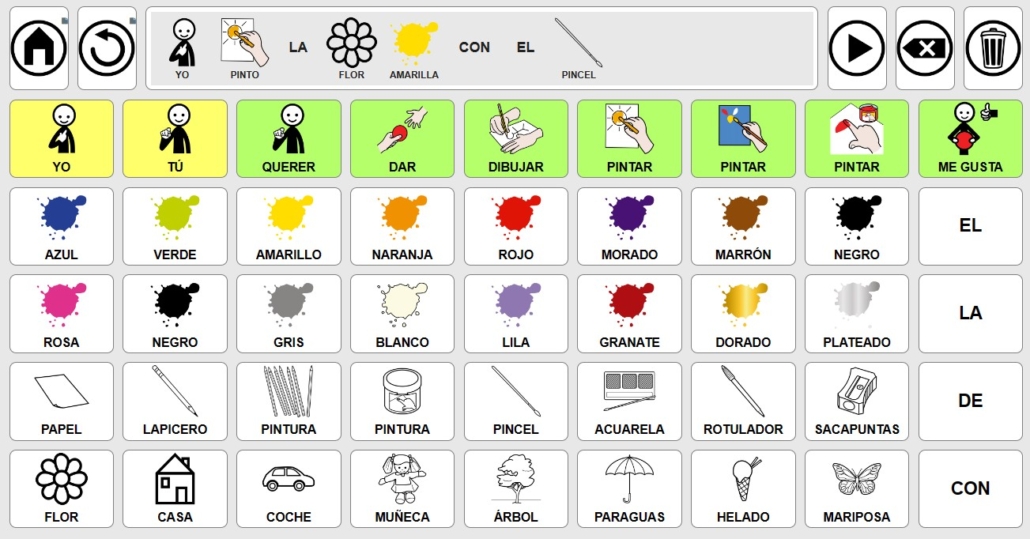 YO PINTO LA FLOR AMARILLA CON EL PINCEL
YO TÚ QUERER DAR DIBUJAR PINTAR PINTAR PINTAR ME GUSTA
AZUL VERDE AMARILLO NARANJA ROJO MORADO MARRÓN NEGRO EL
ROSA NEGRO GRIS BLANCO LILA GRANATE DORADO PLATEADO LA
PAPEL LAPICERO PINTURA PINTURA PINCEL ACUARELA ROTULADOR SACAPUNTAS DE
FLOR CASA COCHE MUÑECA ÁRBOL PARAGUAS HELADO MARIPOSA CON